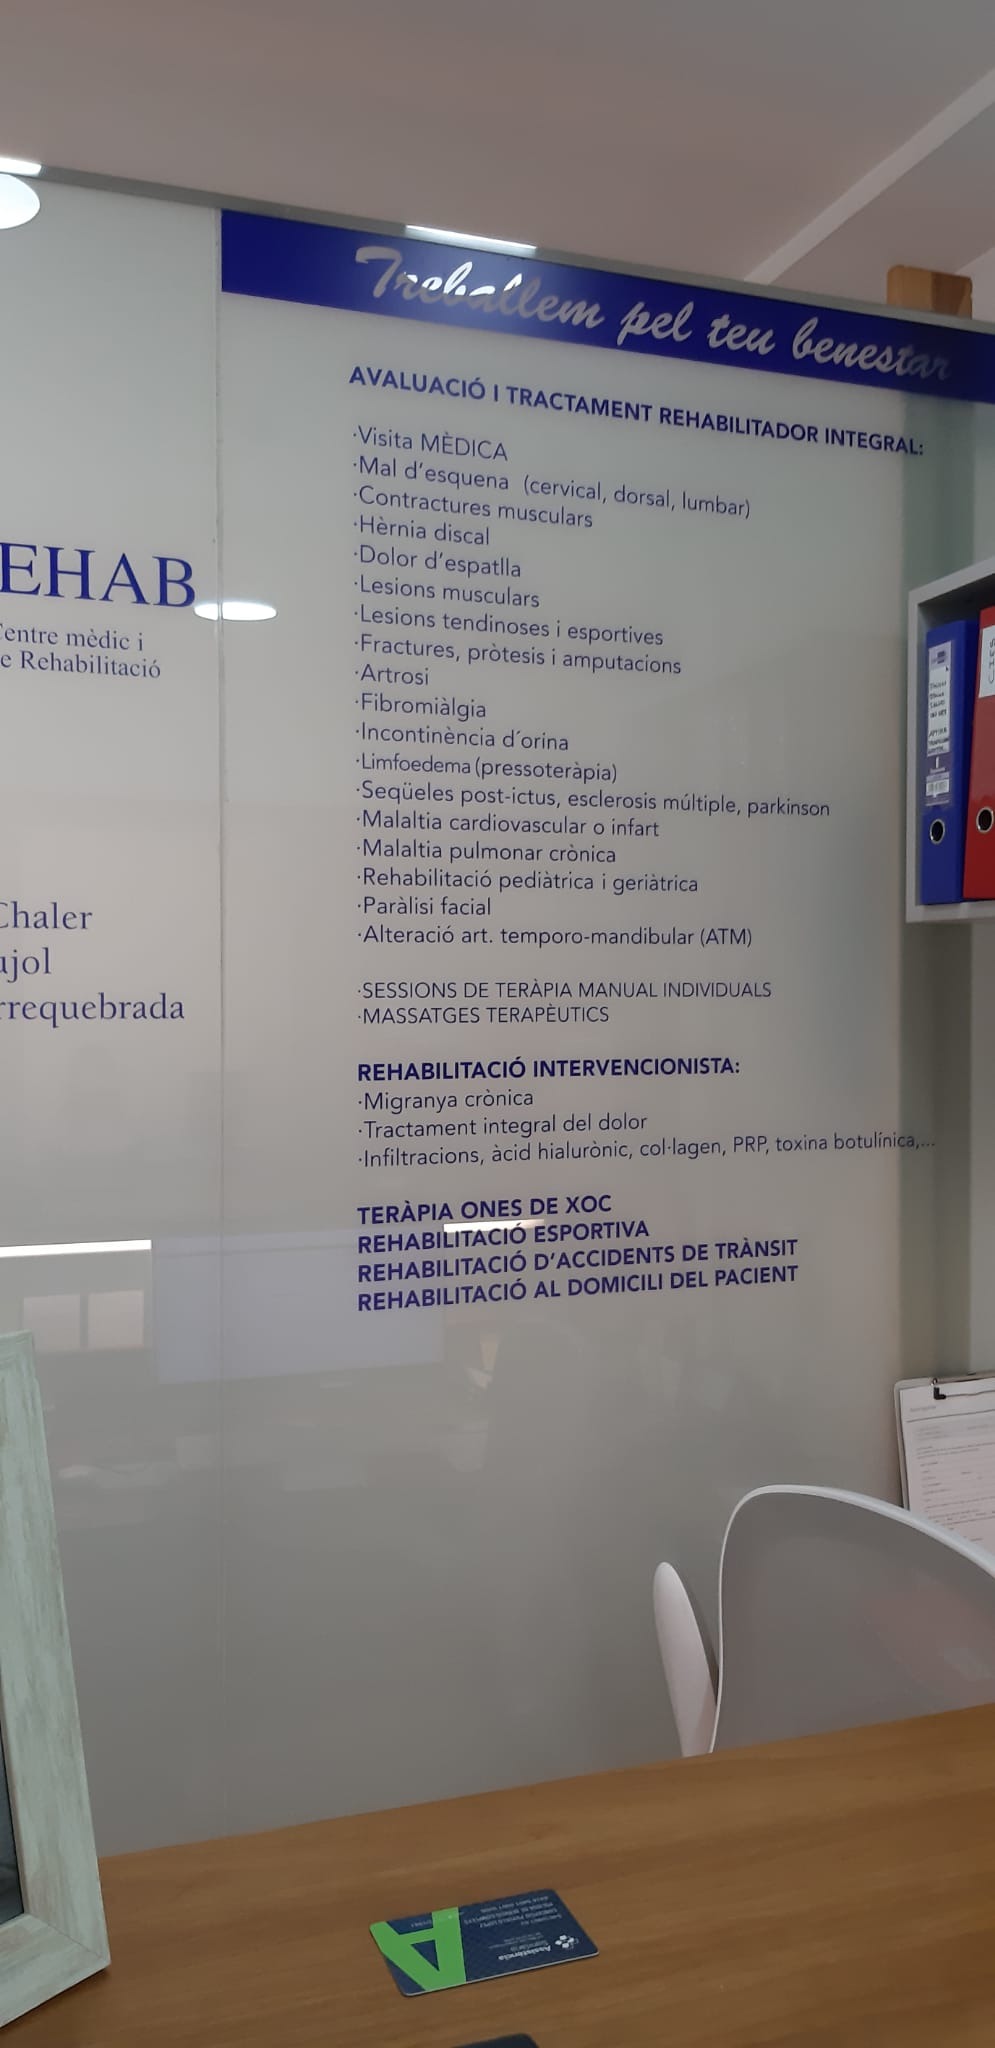 Treballem pel teu benestar
AVALUACIÓ I TRACTAMENT REHABILITADOR INTEGRAL:
·Visita MÈDICA
·Mal d'esquena (cervical, dorsal, lumbar)
·Contractures musculars
·Hèrnia discal
·Dolor d'espatlla
·Lesions musculars
·Lesions tendinoses i esportives
·Fractures, pròtesis i amputacions
·Artrosi
·Fibromiàlgia
·Incontinència d´orina
·Limfoedema (pressoteràpia)
·Seqüeles post-ictus, esclerosis múltiple, parkinson
·Malaltia cardiovascular o infart
·Malaltia pulmonar crònica
·Rehabilitació pediàtrica i geriàtrica
·Paràlisi facial
·Alteració art. temporo-mandibular (ATM)
·SESSIONS DE TERÀPIA MANUAL INDIVIDUALS
·MASSATGES TERAPÈUTICS
REHABILITACIÓ INTERVENCIONISTA:
·Migranya crònica
·Tractament integral del dolor
·Infiltracions, àcid hialurònic, col·lagen, PRP, toxina botulínica,...
TERÀPIA ONES DE XOC
REHABILITACIÓ ESPORTIVA
REHABILITACIÓ D'ACCIDENTS DE TRÀNSIT
REHABILITACIÓ AL DOMICILI DEL PACIENT
EHAB
entre mèdic i
e Rehabilitació
Chaler
ujol
rrequebrada
Assistència
Sanitària